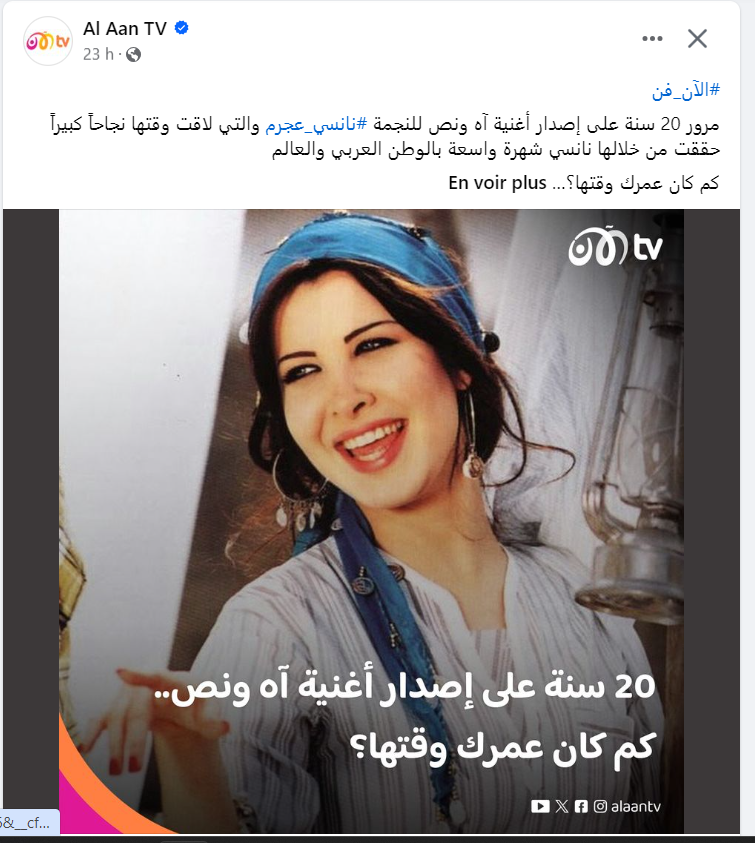 Al Aan TV
23 h ·
#الآن_فن
مرور 20 سنة على إصدار أغنية آه ونص للنجمة #نانسي_عجرم والتي لاقت وقتها نجاحاً كبيراً
حققت من خلالها نانسي شهرة واسعة بالوطن العربي والعالم
كم كان عمرك وقتها؟... En voir plus
الآن tv
20 سنة على إصدار أغنية آه ونص..
كم كان عمرك وقتها؟
alaantv
5&__cf...